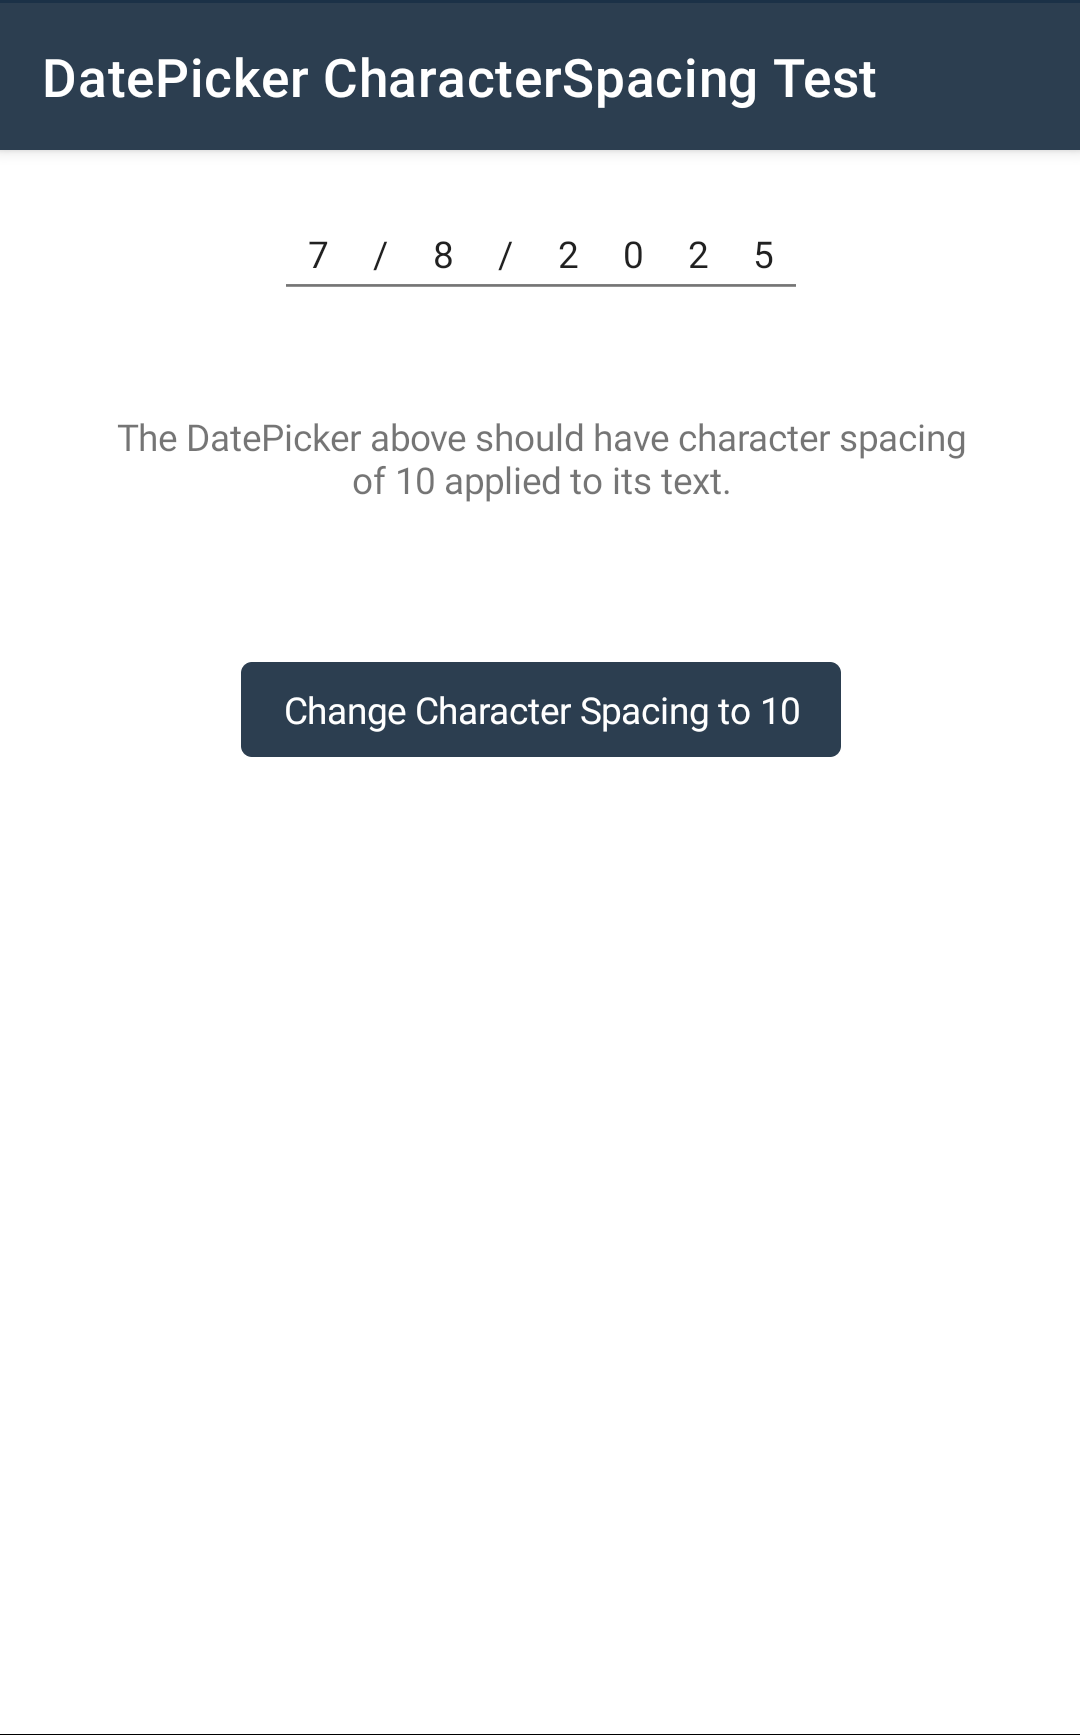 DatePicker CharacterSpacing Test
7 / 8 / 2 0 2 5
The DatePicker above should have character spacing
of 10 applied to its text.
Change Character Spacing to 10